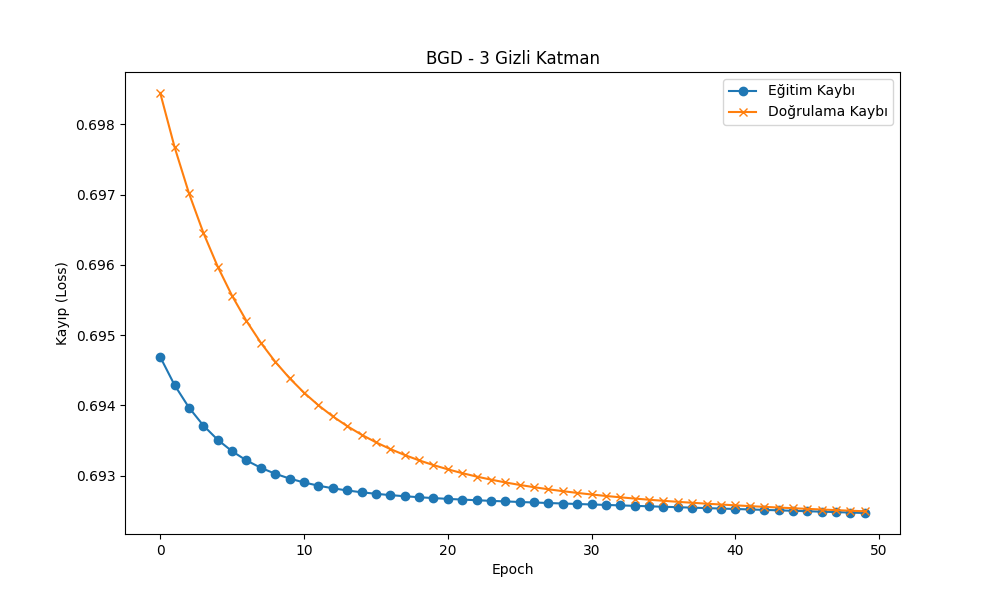 BGD - 3 Gizli Katman
Eğitim Kaybı
Doğrulama Kaybı
0.698
0.697
0.696
0.695
0.694
0.693
Kayıp (Loss)
0 10 20 30 40 50
Epoch